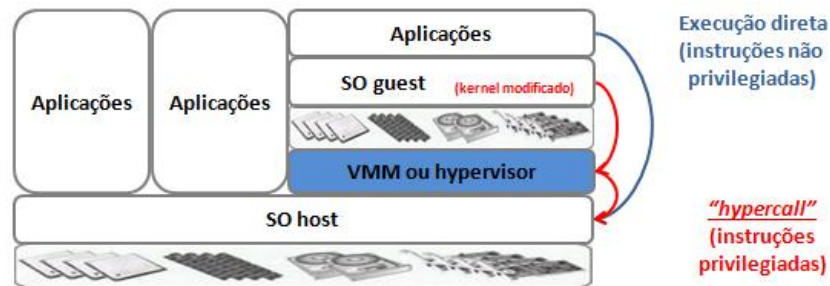 Aplicações
Aplicações
Aplicações
SO guest (kernel modificado)
VMM ou hypervisor
SO host
Execução direta
(instruções não
privilegiadas)
"hypercall"
(instruções
privilegiadas)